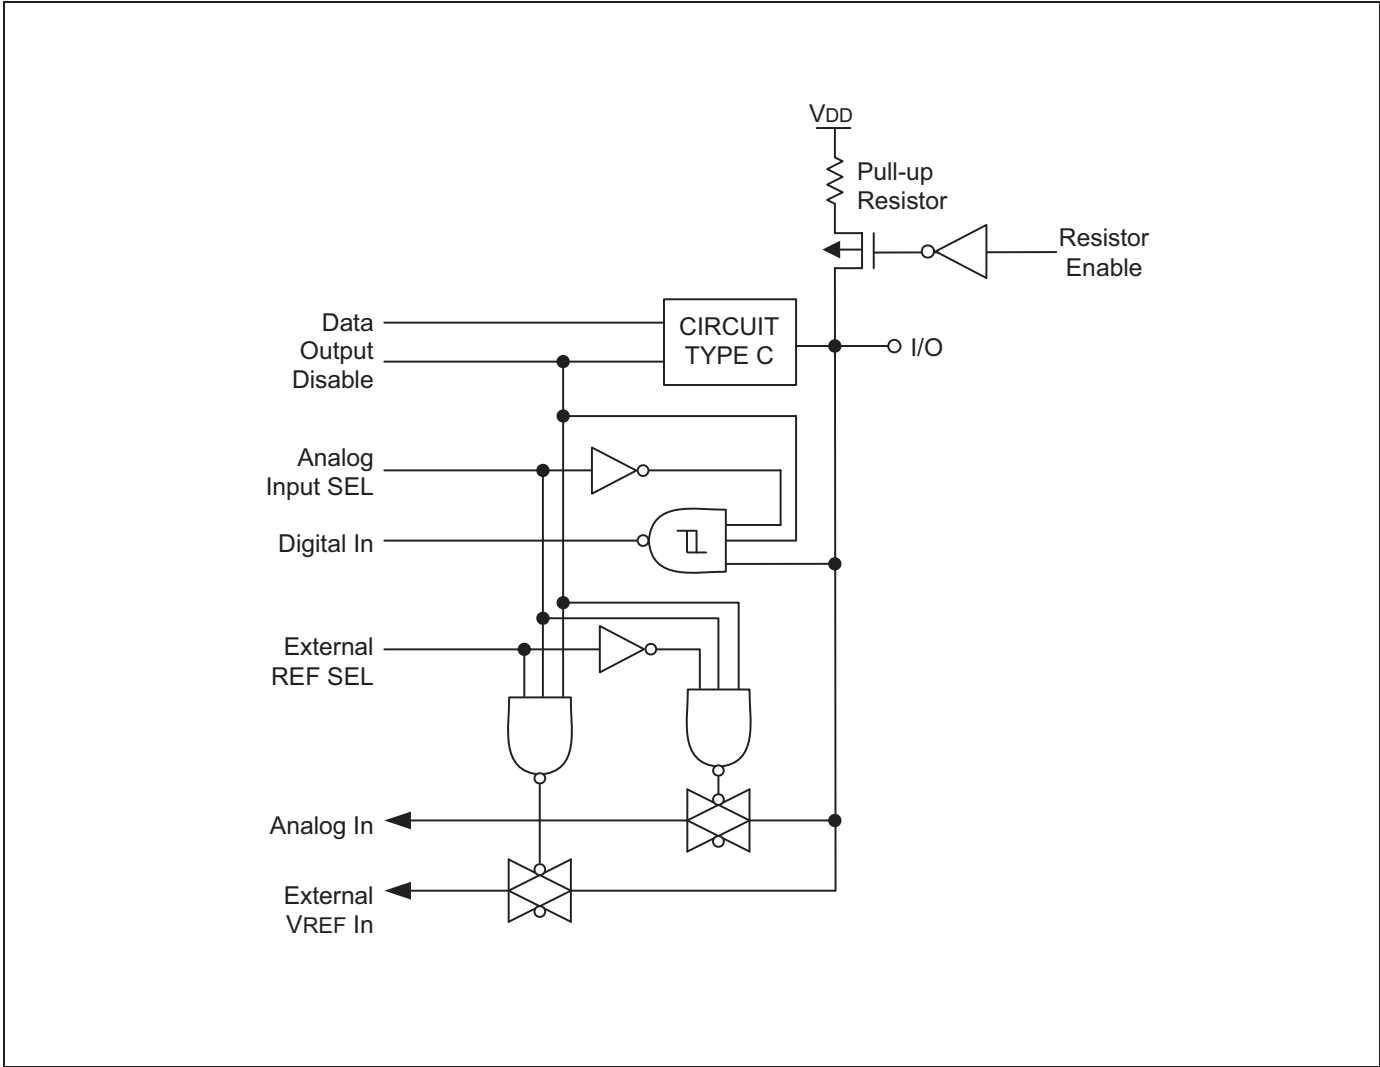 VDD
Pull-up
Resistor
Resistor
Enable
Data
Output
Disable
CIRCUIT
TYPE C
I/O
Analog
Input SEL
Digital In
External
REF SEL
Analog In
External
VREF In